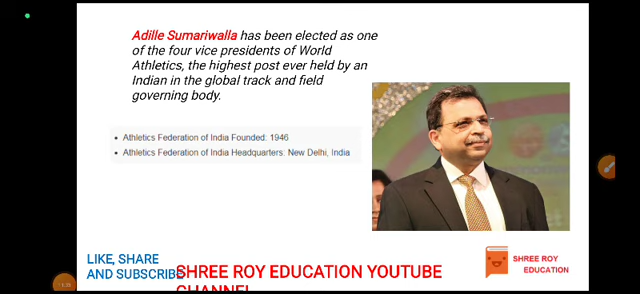 Adille Sumariwalla has been elected as one
of the four vice presidents of World
Athletics, the highest post ever held by an
Indian in the global track and field
governing body.
Athletics Federation of India Founded: 1946
Athletics Federation of India Headquarters: New Delhi, India
LIKE, SHARE
AND SUBSCRIBE
SHREE ROY EDUCATION YOUTUBE
CHANNEL
SHREE ROY
EDUCATION